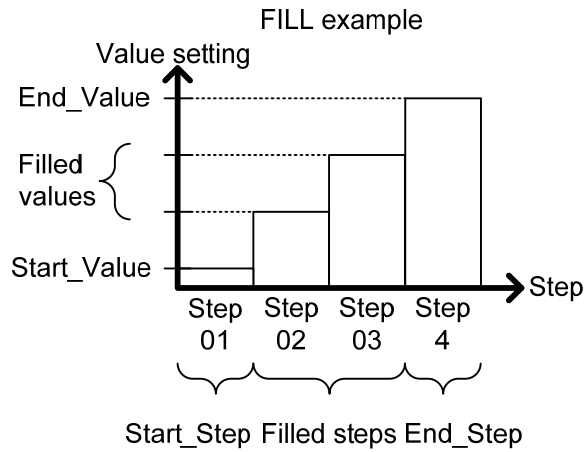 FILL example
Value setting
End_Value
Filled
values
Start_Value
Step
Step Step Step Step
01 02 03 4
Start_Step Filled steps End_Step